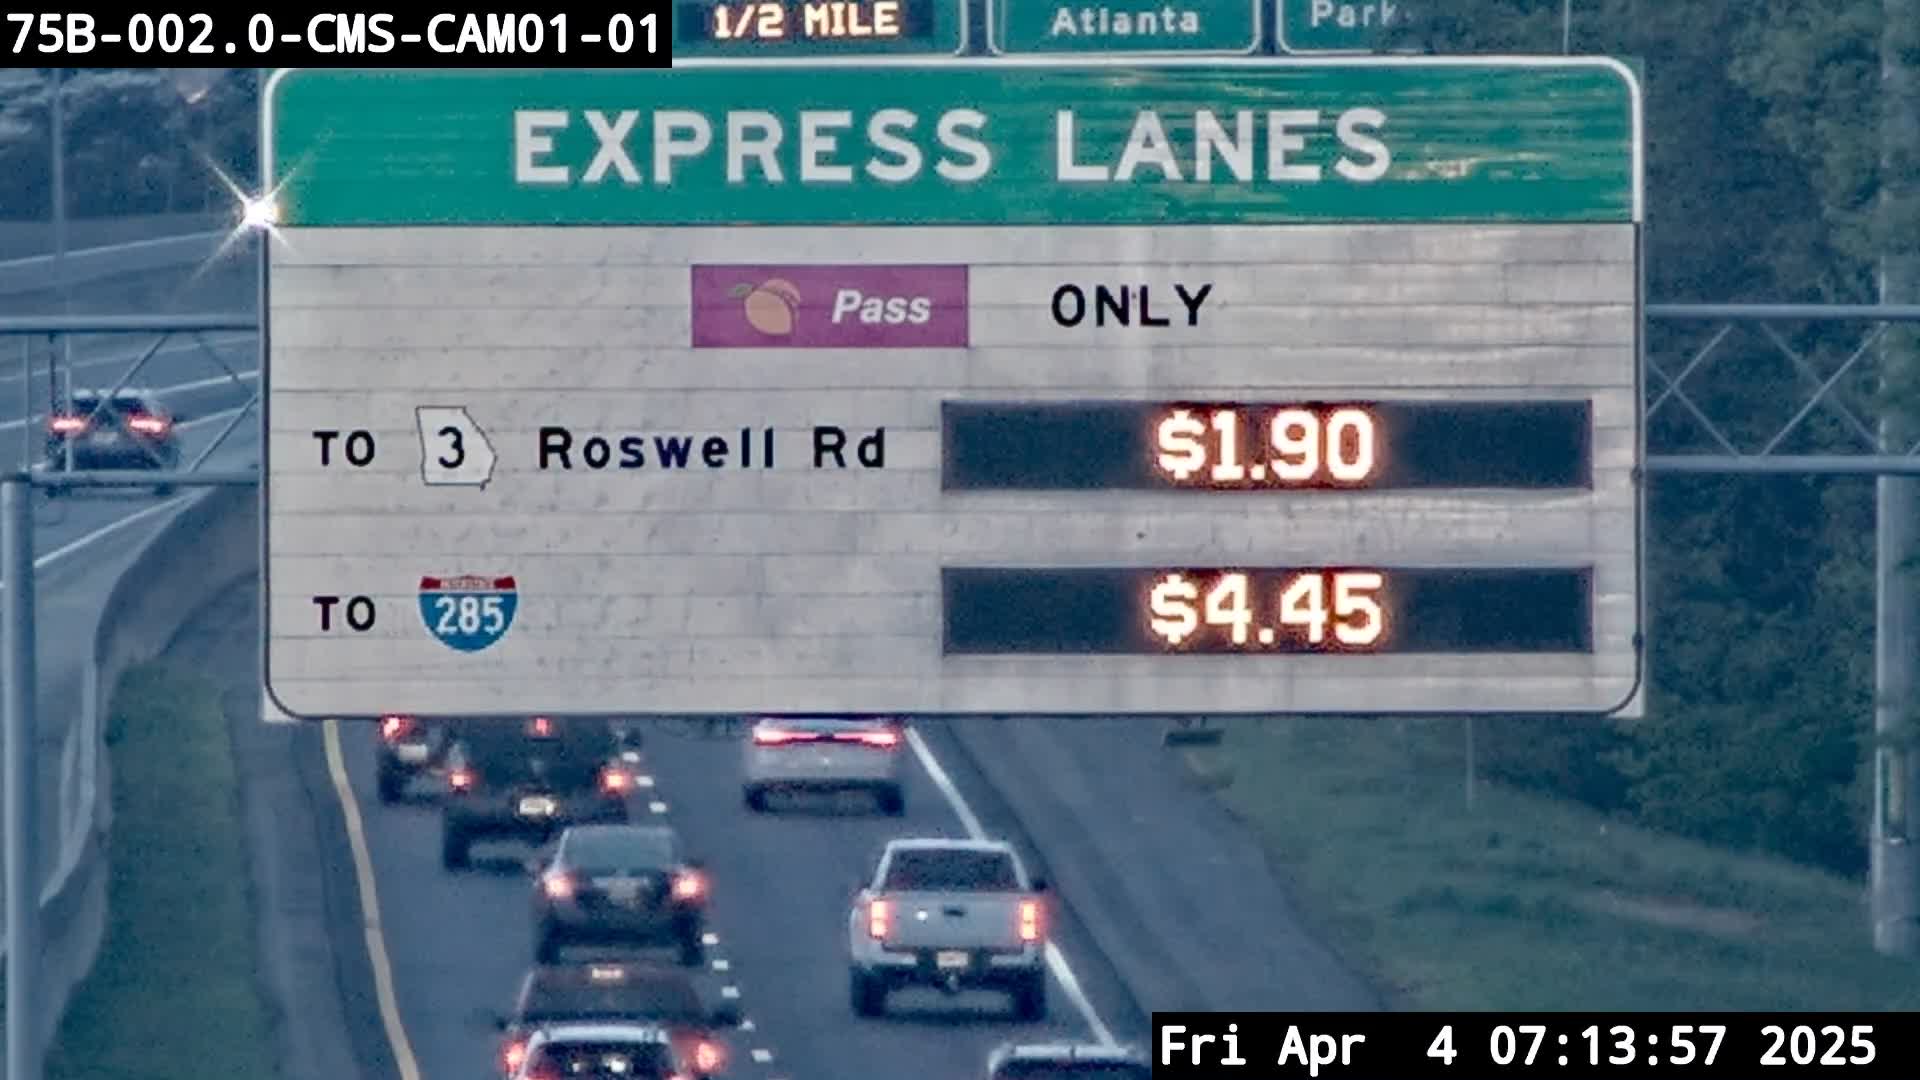 75B-002.0-CMS-CAM01-01
1/2 MILE
Atlanta
Park
EXPRESS LANES
Pass ONLY
TO 3 Roswell Rd $1.90
TO 285 $4.45
Fri Apr 4 07:13:57 2025